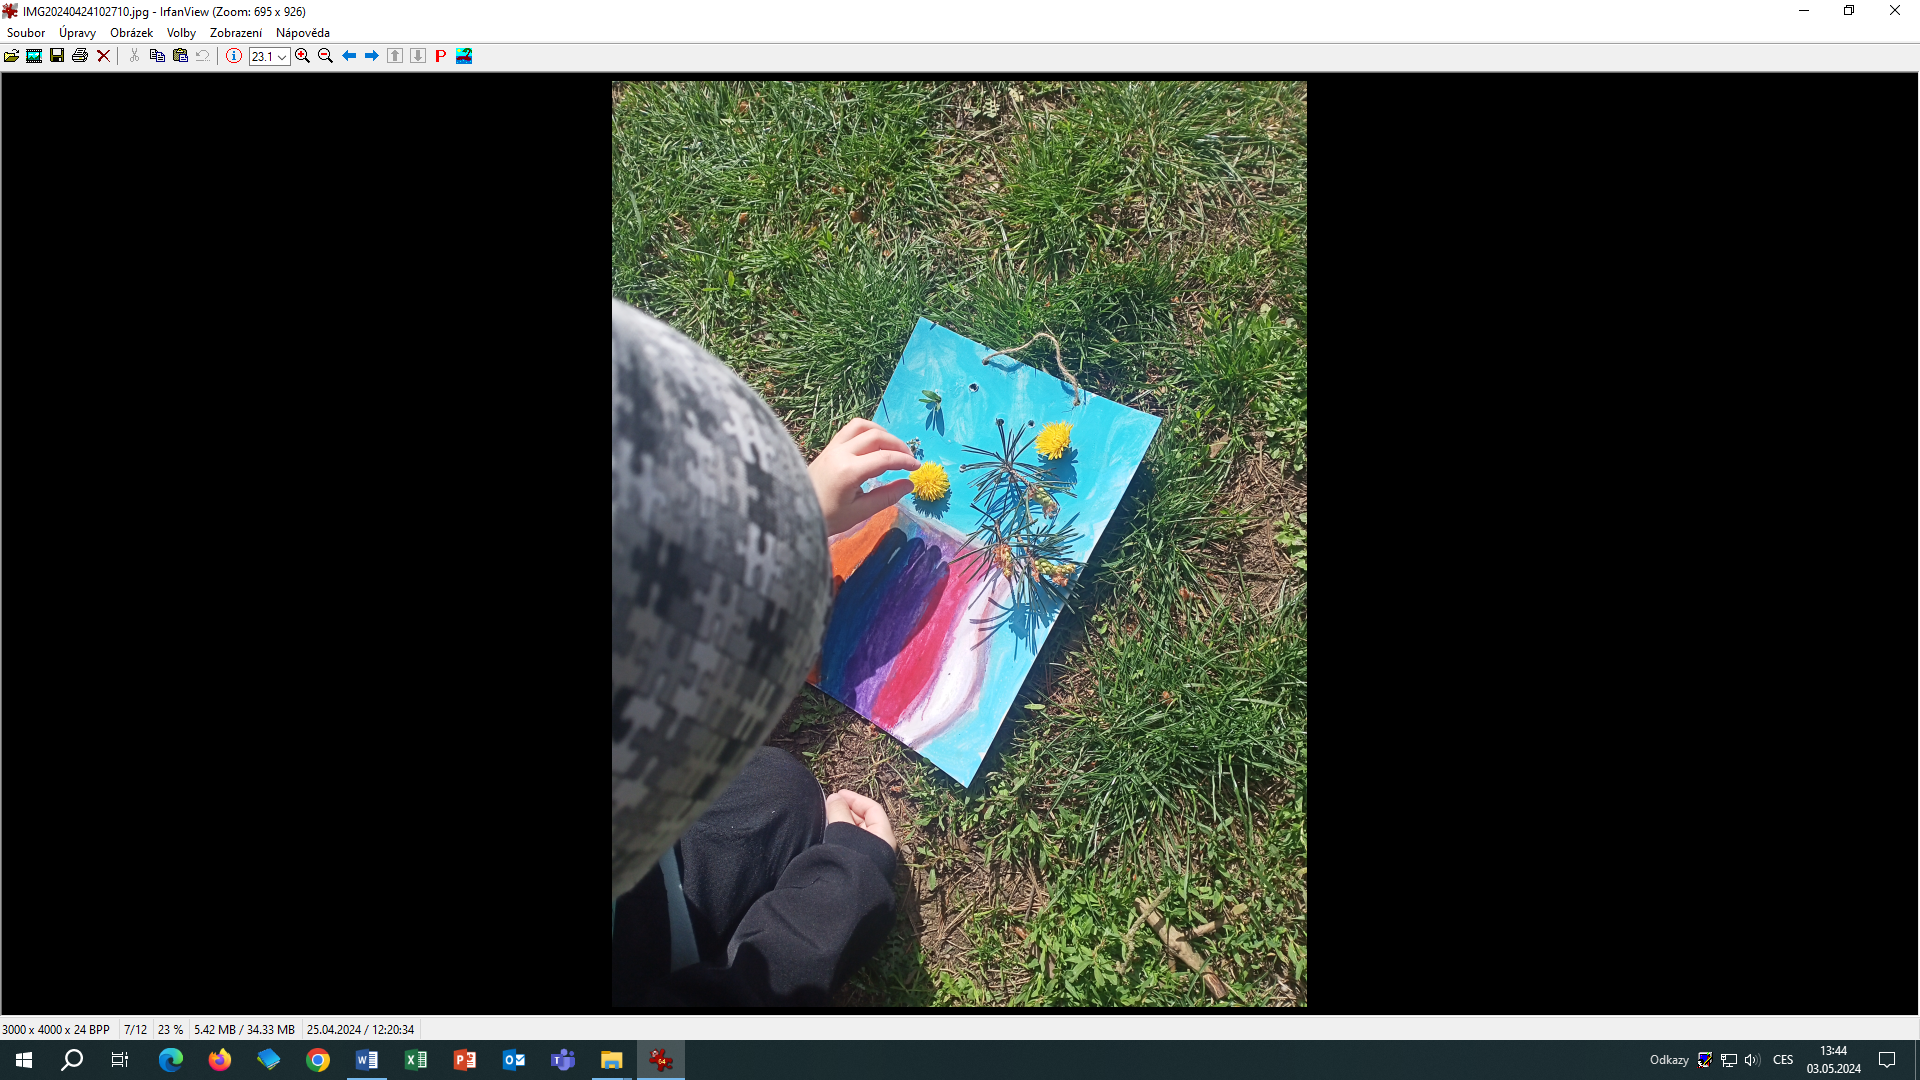 IMG20240424102710.jpg - IrfanView (Zoom: 695 x 926)
Soubor Úpravy Obrázek Volby Zobrazení Nápověda
23.1
P
3000 x 4000 x 24 BPP 7/12 23 % 5.42 MB / 34.33 MB 25.04.2024 / 12:20:34
Odkazy CES 13:44
03.05.2024